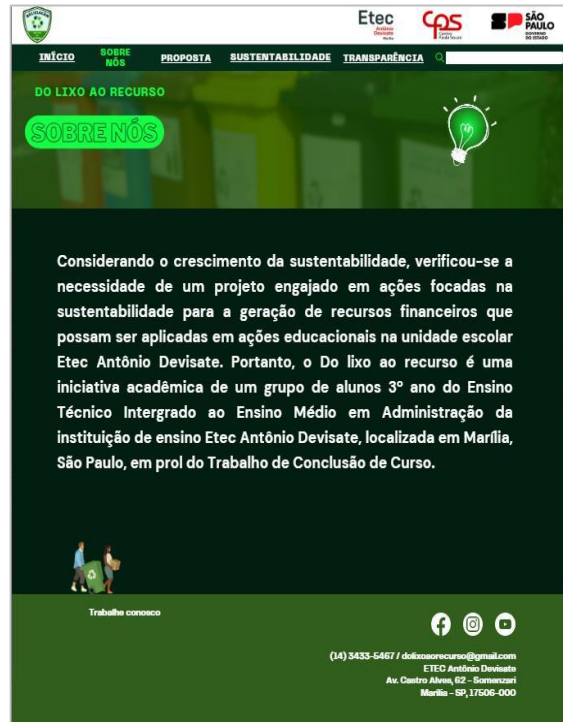 Etec
Antônio
Devisate
Marília
CPS
Centro
Paula Souza
SÃO
PAULO
GOVERNO
DO ESTADO
INÍCIO
SOBRE
NÓS
PROPOSTA
SUSTENTABILIDADE
TRANSPARÊNCIA
DO LIXO AO RECURSO
SOBRE NÓS
Considerando o crescimento da sustentabilidade, verificou-se a
necessidade de um projeto engajado em ações focadas na
sustentabilidade para a geração de recursos financeiros que
possam ser aplicadas em ações educacionais na unidade escolar
Etec Antônio Devisate. Portanto, o Do lixo ao recurso é uma
iniciativa acadêmica de um grupo de alunos 3º ano do Ensino
Técnico Intergrado ao Ensino Médio em Administração da
instituição de ensino Etec Antônio Devisate, localizada em Marília,
São Paulo, em prol do Trabalho de Conclusão de Curso.
Trabalhe conosco
(14) 3433-5467 / dolixoaorecurso@gmail.com
ETEC Antônio Devisate
Av. Castro Alves, 62 - Somenzari
Marília - SP, 17506-000